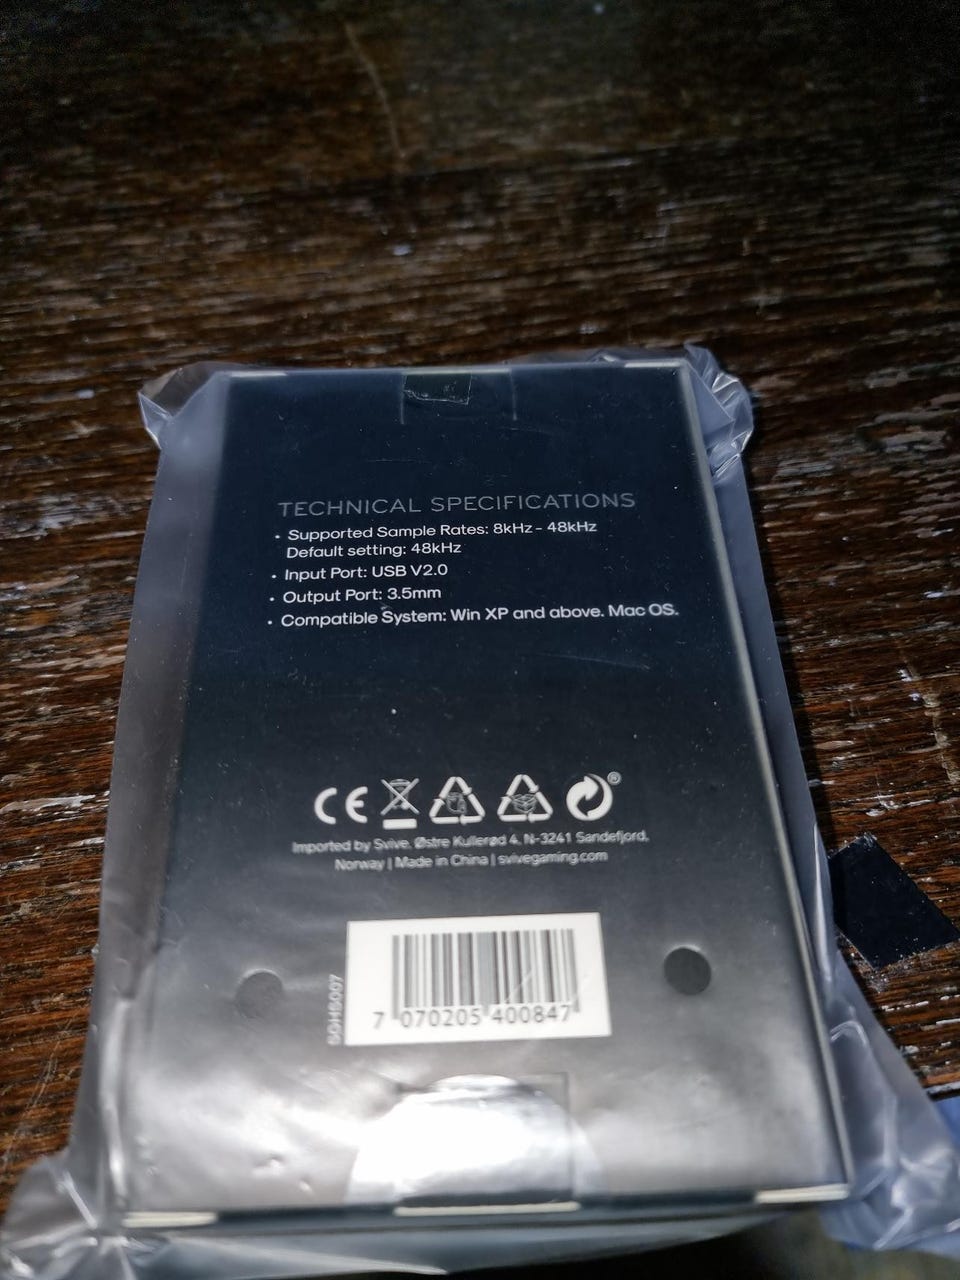 TECHNICAL SPECIFICATIONS
• Supported Sample Rates: 8kHz - 48kHz
Default setting: 48kHz
• Input Port: USB V2.0
• Output Port: 3.5mm
• Compatible System: Win XP and above. Mac OS.
CE
®
Imported by Svive, Østre Kullerød 4, N-3241 Sandefjord,
Norway | Made in China | svivegaming.com
SGHS007
7 070205 400847